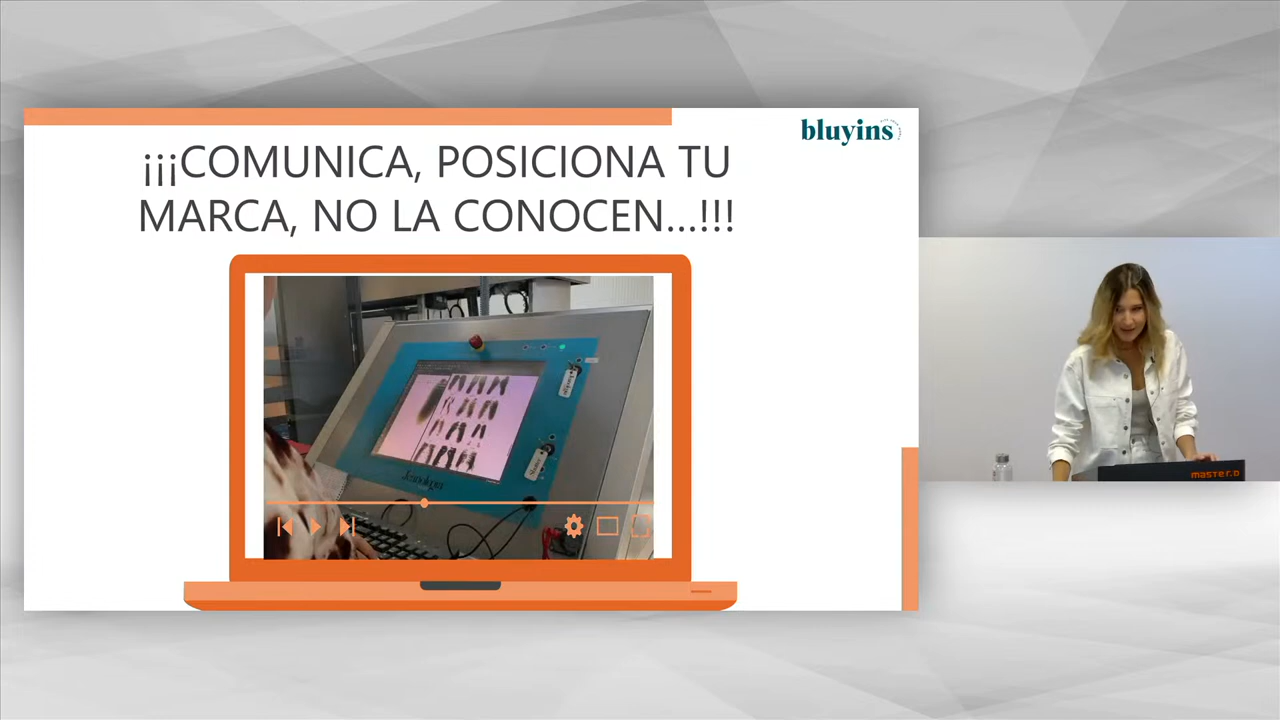 bluyins
¡¡¡COMUNICA, POSICIONA TU
MARCA, NO LA CONOCEN...!!!
Jeanologia
MASTER.D